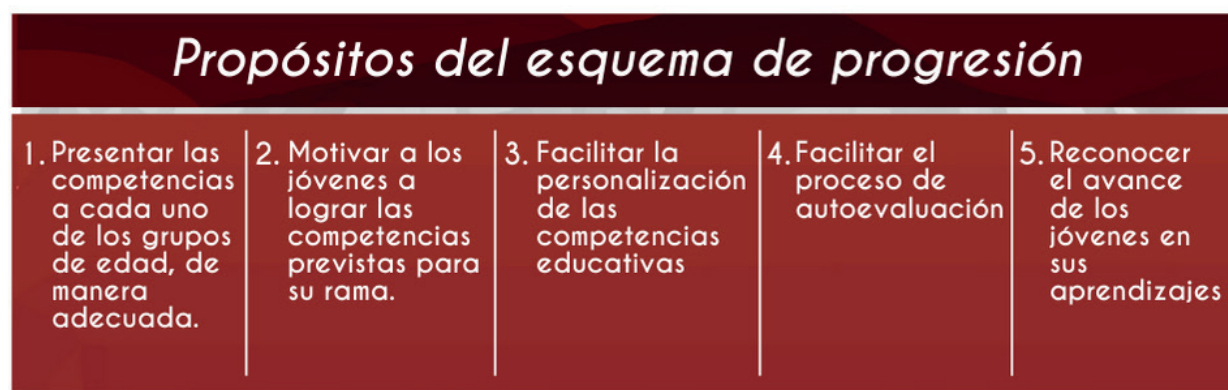 Propósitos del esquema de progresión
1. Presentar las
competencias
a cada uno
de los grupos
de edad, de
manera
adecuada.
2. Motivar a los
jóvenes a
lograr las
competencias
previstas para
su rama.
3. Facilitar la
personalización
de las
competencias
educativas
4. Facilitar el
proceso de
autoevaluación
5. Reconocer
el avance
de los
jóvenes en
sus
aprendizajes